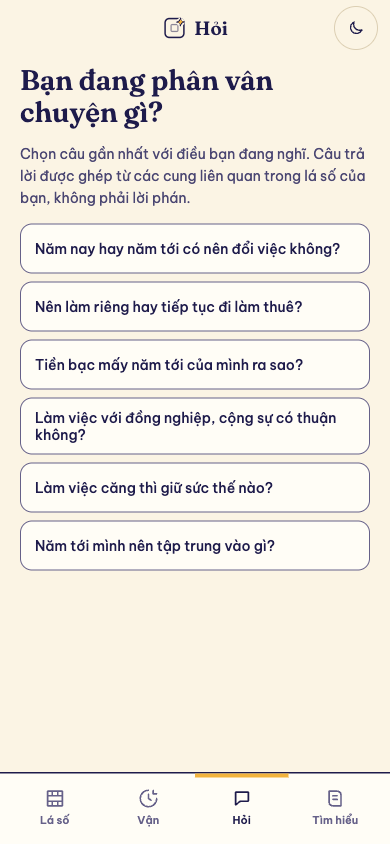 Hỏi
Bạn đang phân vân
chuyện gì?
Chọn câu gần nhất với điều bạn đang nghĩ. Câu trả
lời được ghép từ các cung liên quan trong lá số của
bạn, không phải lời phán.
Năm nay hay năm tới có nên đổi việc không?
Nên làm riêng hay tiếp tục đi làm thuê?
Tiền bạc mấy năm tới của mình ra sao?
Làm việc với đồng nghiệp, cộng sự có thuận
không?
Làm việc căng thì giữ sức thế nào?
Năm tới mình nên tập trung vào gì?
Lá số
Vận
Hỏi
Tìm hiểu